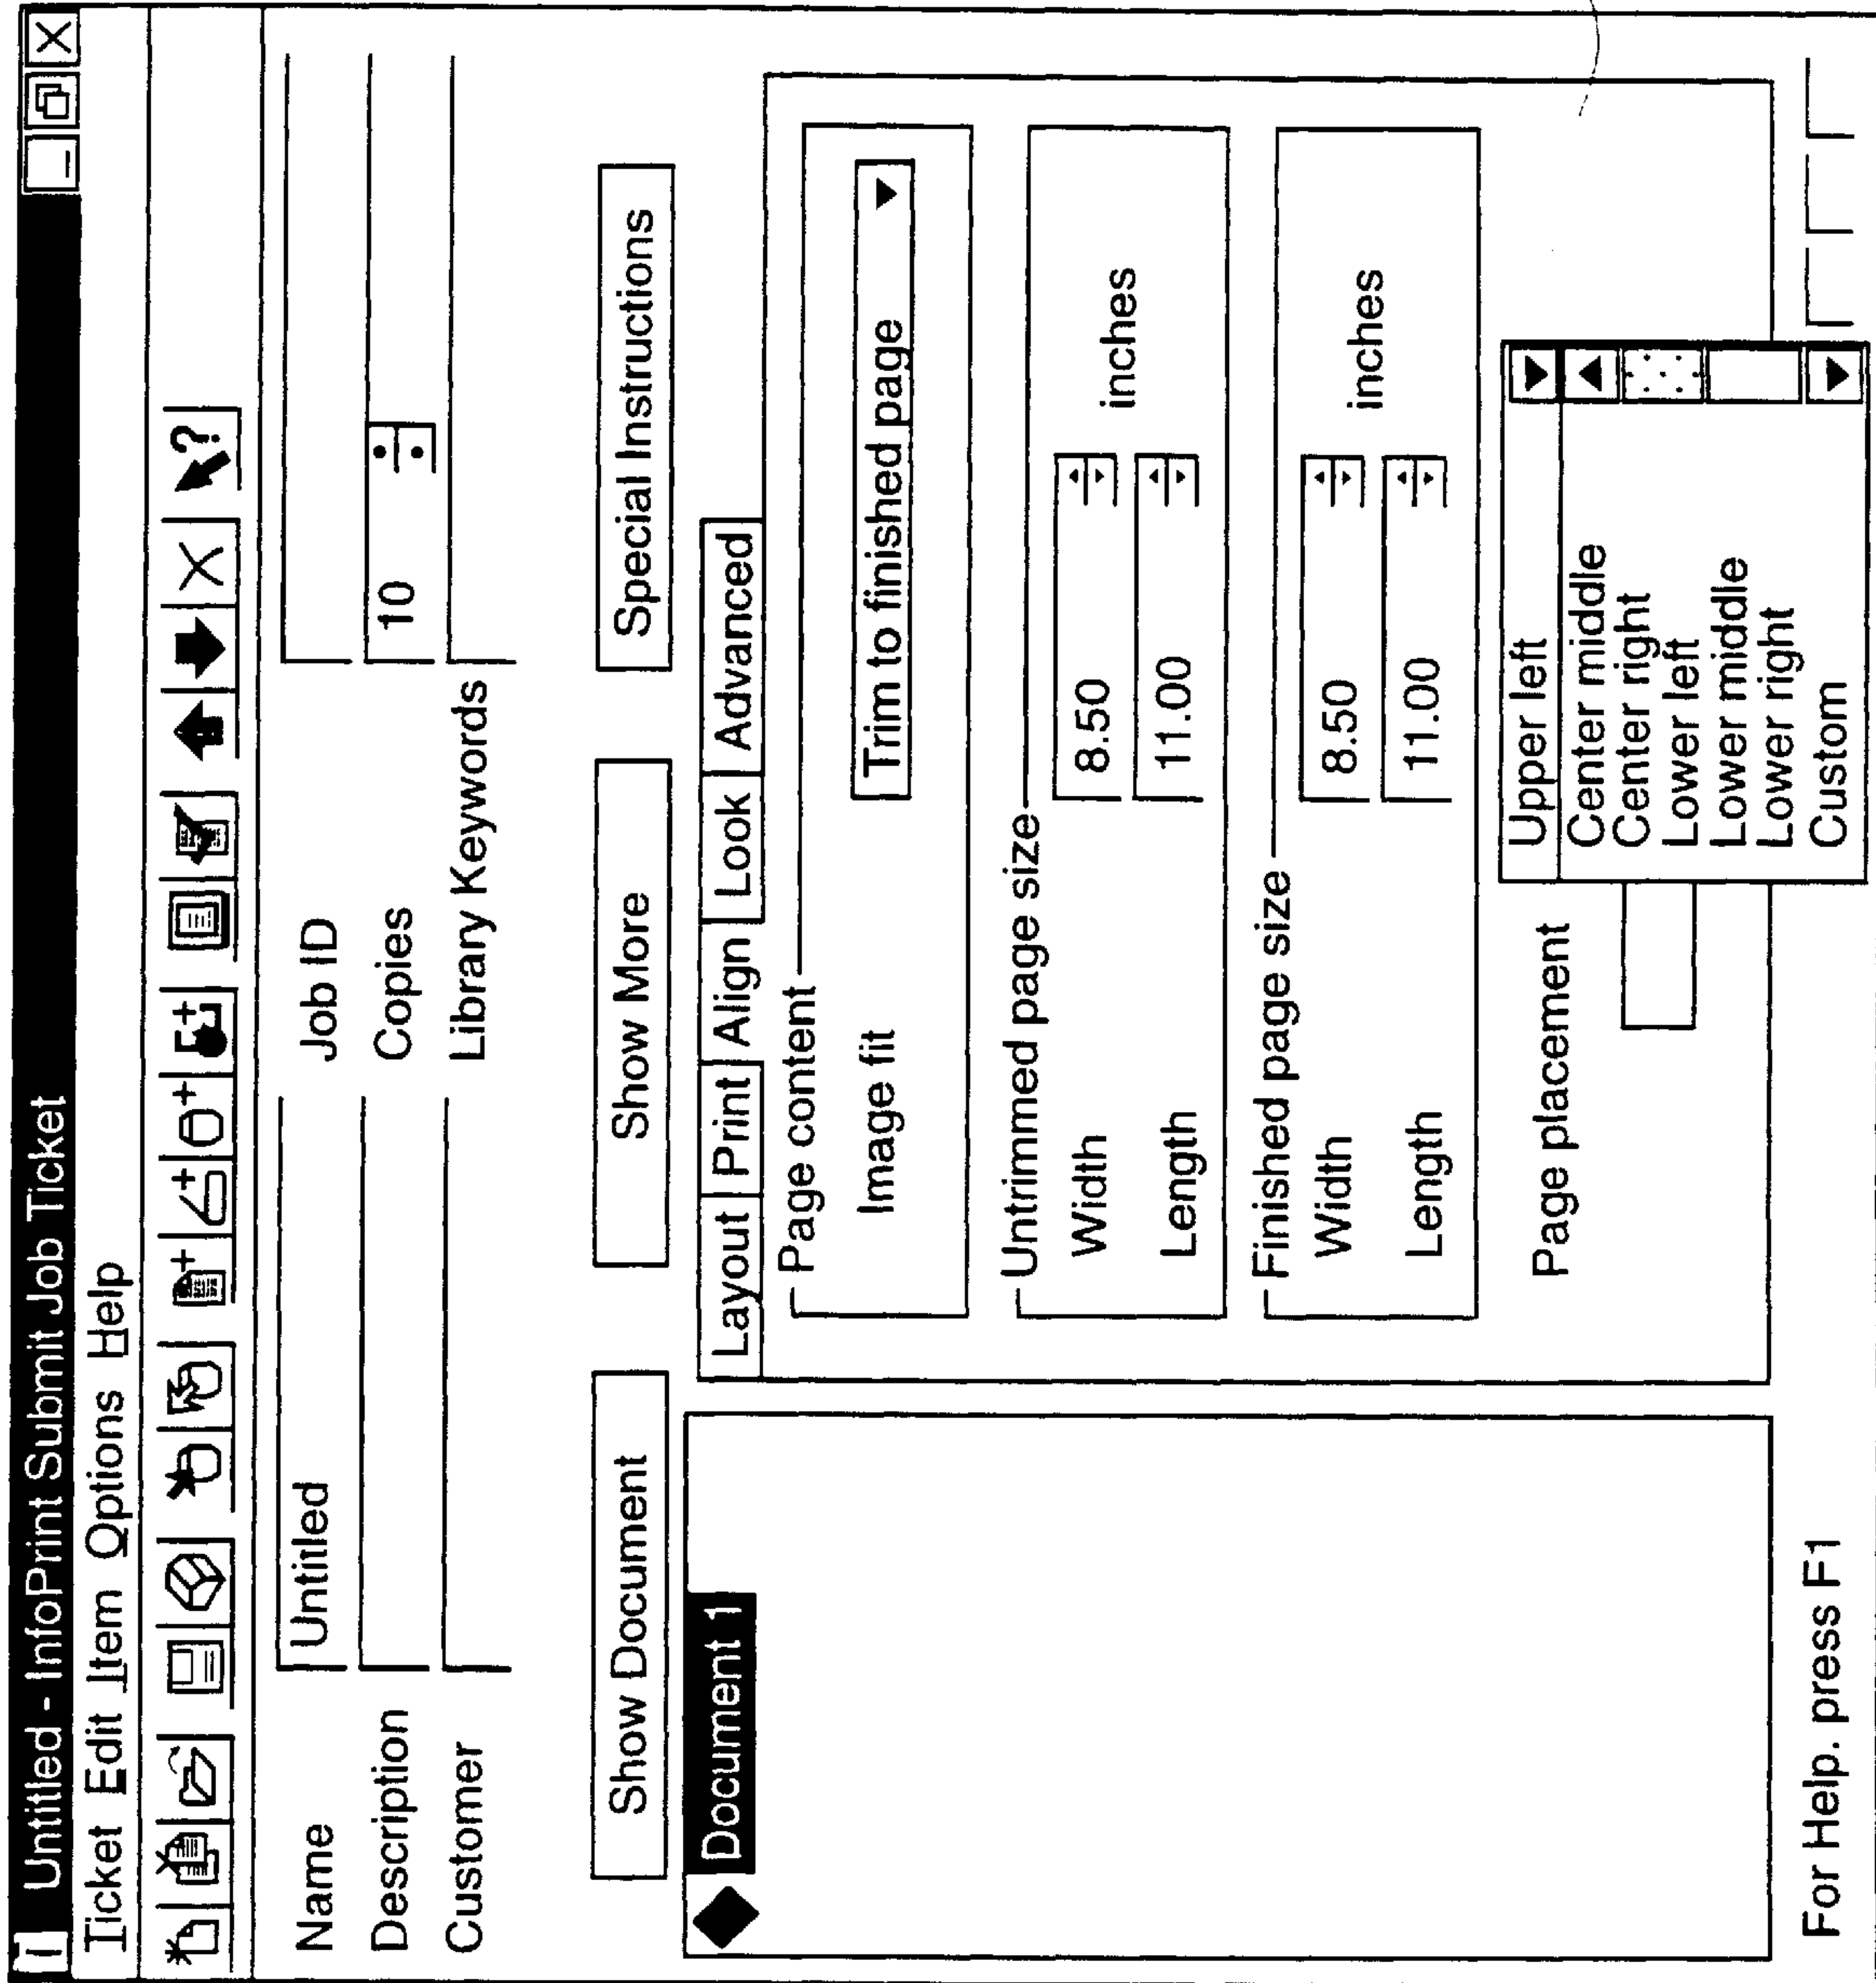 Untitled - InfoPrint Submit Job Ticket
Ticket Edit Item Options Help
Name Untitled Job ID
Description Copies 10
Customer Library Keywords
Show Document Show More Special Instructions
Document 1
Layout Print Align Look Advanced
Page content
Image fit Trim to finished page
Untrimmed page size
Width 8.50 inches
Length 11.00
Finished page size
Width 8.50 inches
Length 11.00
Page placement
Upper left
Center middle
Center right
Lower left
Lower middle
Lower right
Custom
For Help. press F1